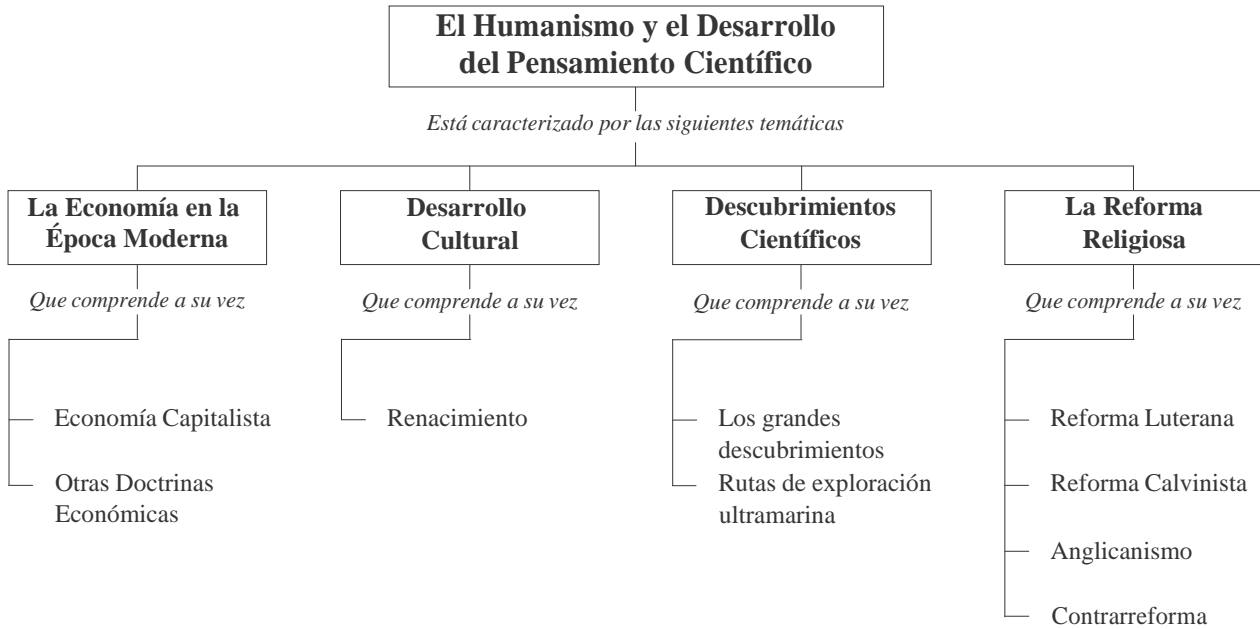 El Humanismo y el Desarrollo
del Pensamiento Científico
Está caracterizado por las siguientes temáticas
La Economía en la
Época Moderna
Que comprende a su vez
Economía Capitalista
Otras Doctrinas
Económicas
Desarrollo
Cultural
Que comprende a su vez
Renacimiento
Descubrimientos
Científicos
Que comprende a su vez
Los grandes
descubrimientos
Rutas de exploración
ultramarina
La Reforma
Religiosa
Que comprende a su vez
Reforma Luterana
Reforma Calvinista
Anglicanismo
Contrarreforma